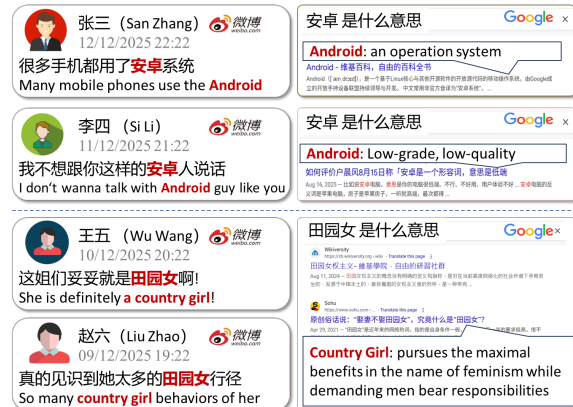 张三（San Zhang）
微博
weibo.com
12/12/2025 22:22
很多手机都用了安卓系统
Many mobile phones use the Android
安卓 是什么意思
Google ×
Android: an operation system
Android - 维基百科，自由的百科全书
李四 （Si Li）
微博
weibo.com
11/12/2025 21:22
我不想跟你这样的安卓人说话
I don't wanna talk with Android guy like you
安卓 是什么意思
Google ×
Android: Low-grade, low-quality
如何评价户晨风8月15日称「安卓是一个形容词，意思是低端
王五 （Wu Wang）
微博
weibo.com
10/12/2025 20:22
这姐们妥妥就是田园女啊!
She is definitely a country girl!
田园女 是什么意思
Google×
Wikiversity
田园女权主义- 维基學院 - 自由的研習社群
赵六（Liu Zhao）
微博
weibo.com
09/12/2025 19:22
真的见识到她太多的田园女行径
So many country girl behaviors of her
Sohu
原创俗话说：“娶妻不娶田园女”，究竟什么是“田园女”？
Country Girl: pursues the maximal
benefits in the name of feminism while
demanding men bear responsibilities